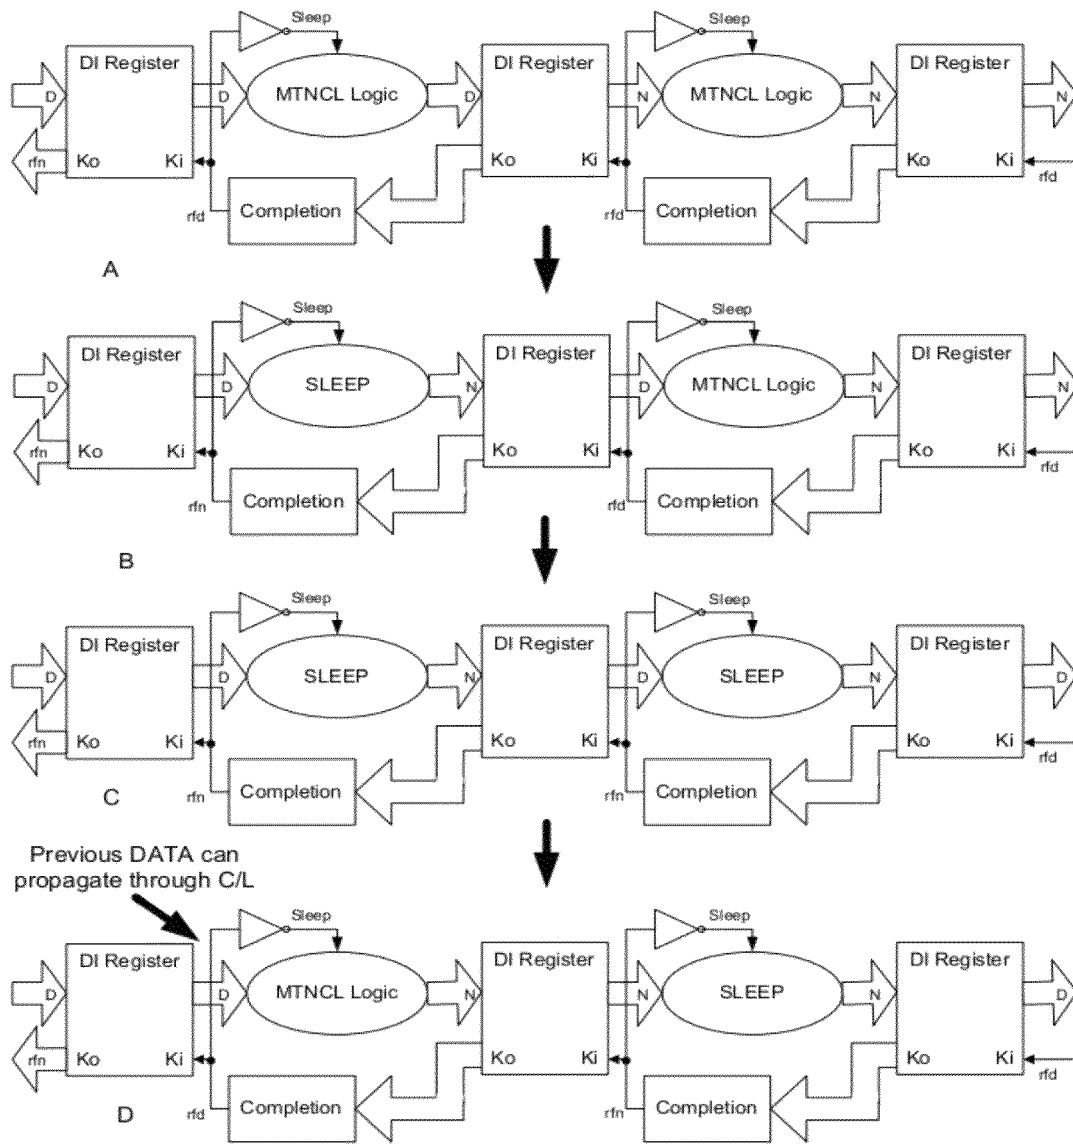 Sleep Sleep
DI Register DI Register DI Register
D D MTNCL Logic D N MTNCL Logic N N
rfn Ko Ki Ko Ki Ko Ki
rfd Completion rfd Completion rfd
A
Sleep Sleep
DI Register DI Register DI Register
D D SLEEP N D MTNCL Logic N N
rfn Ko Ki Ko Ki Ko Ki
rfn Completion rfd Completion rfd
B
Sleep Sleep
DI Register DI Register DI Register
D D SLEEP N D SLEEP N D
rfn Ko Ki Ko Ki Ko Ki
rfn Completion rfn Completion rfd
C
Previous DATA can
propagate through C/L
Sleep Sleep
DI Register DI Register DI Register
D D MTNCL Logic N N SLEEP N D
rfn Ko Ki Ko Ki Ko Ki
rfd Completion rfn Completion rfd
D